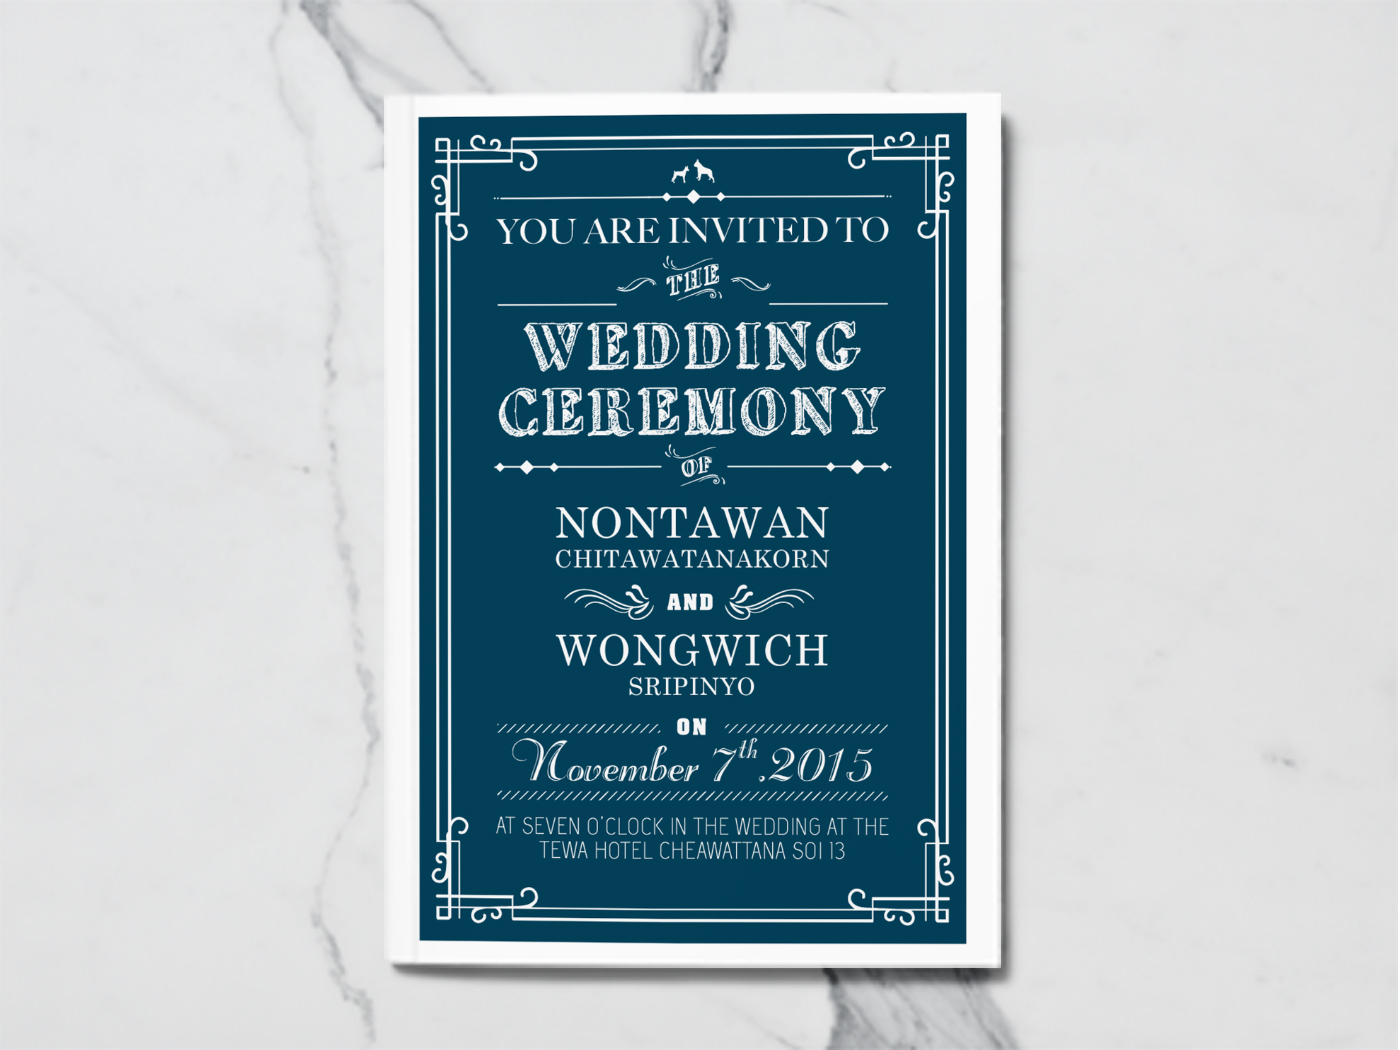 YOU ARE INVITED TO
THE
WEDDING
CEREMONY
OF
NONTAWAN
CHITAWATANAKORN
AND
WONGWICH
SRIPINYO
ON
November 7th.2015
AT SEVEN O'CLOCK IN THE WEDDING AT THE
TEWA HOTEL CHEAWATTANA SOI 13